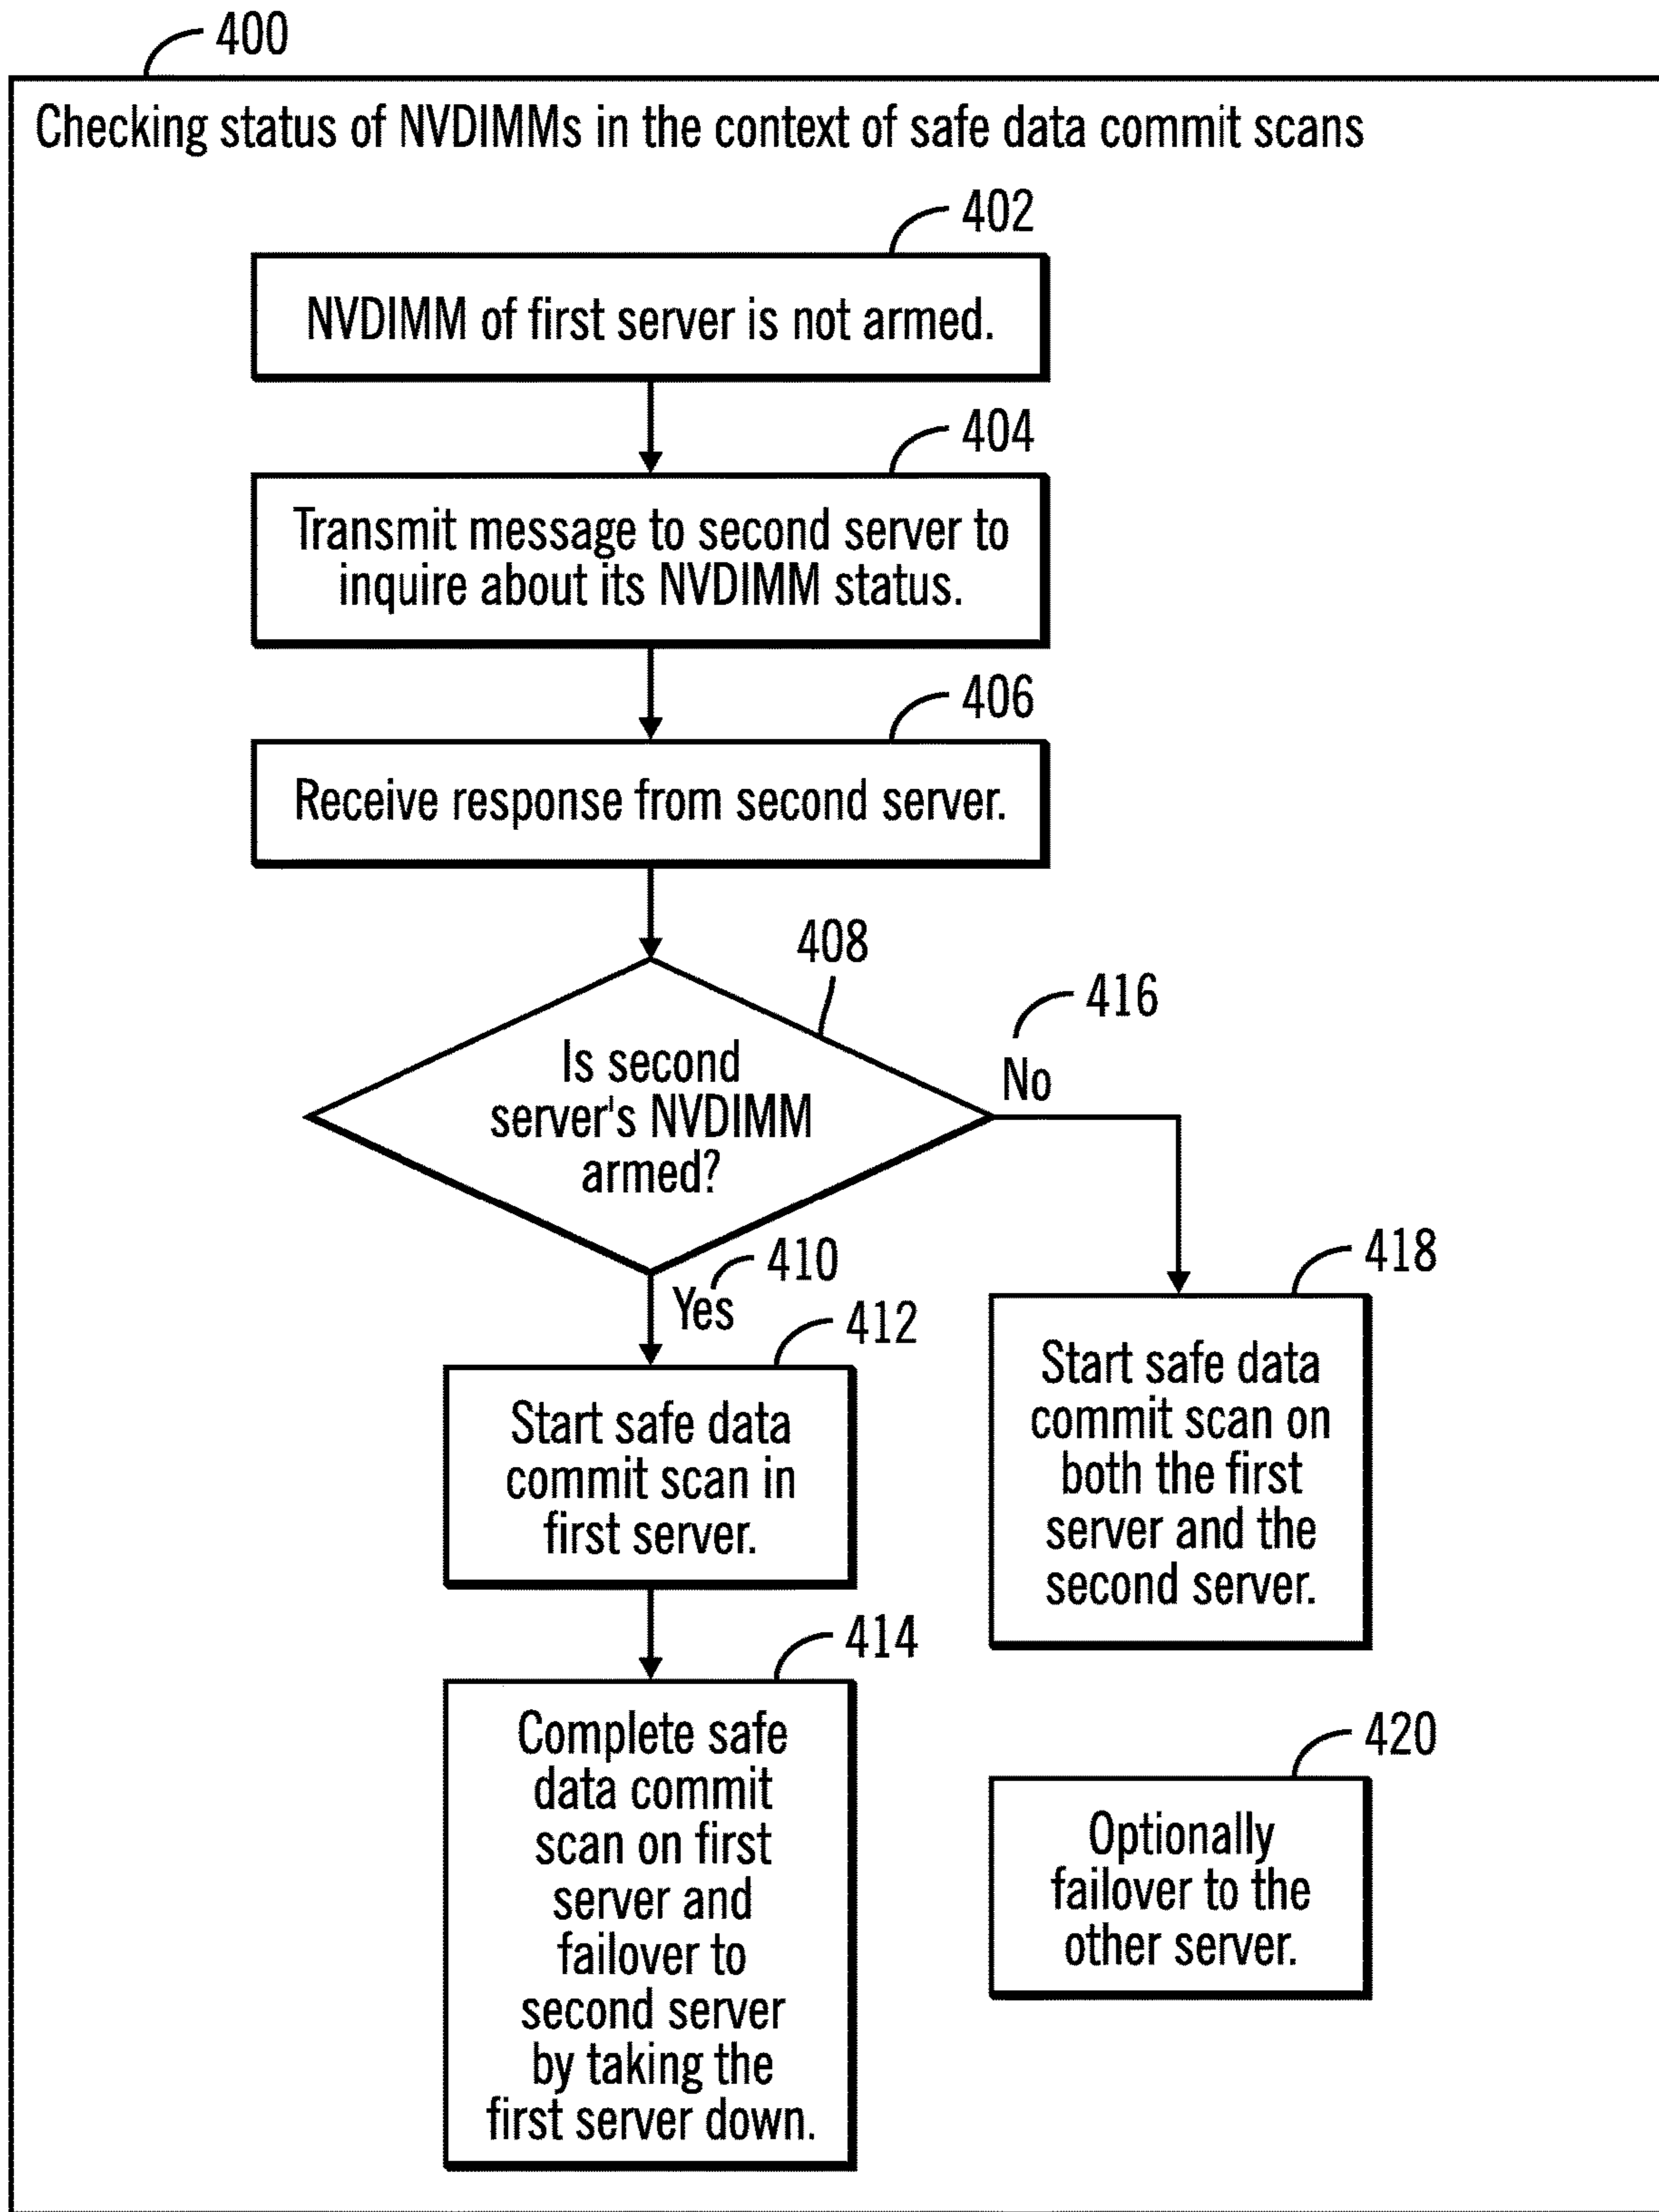 400
Checking status of NVDIMMs in the context of safe data commit scans
402
NVDIMM of first server is not armed.
404
Transmit message to second server to
inquire about its NVDIMM status.
406
Receive response from second server.
408
Is second
server's NVDIMM
armed?
416
No
410
Yes
412
Start safe data
commit scan in
first server.
414
Complete safe
data commit
scan on first
server and
failover to
second server
by taking the
first server down.
418
Start safe data
commit scan on
both the first
server and the
second server.
420
Optionally
failover to the
other server.